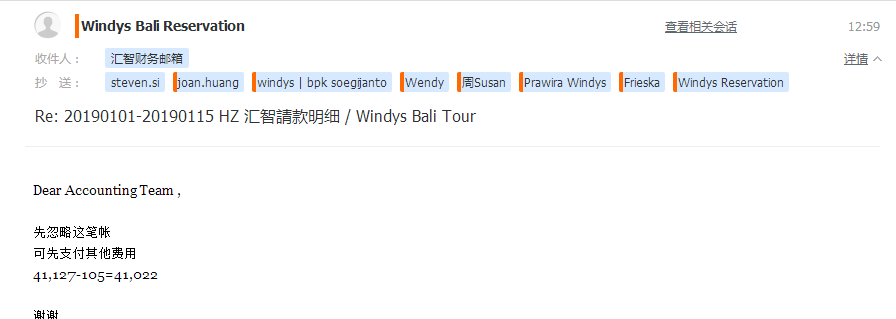 Windys Bali Reservation
查看相关会话
12:59
收件人：
汇智财务邮箱
详情
抄 送：
steven.si
joan.huang
windys | bpk soegijanto
Wendy
周Susan
Prawira Windys
Frieska
Windys Reservation
Re: 20190101-20190115 HZ 汇智請款明细 / Windys Bali Tour
Dear Accounting Team ,
先忽略这笔帐
可先支付其他费用
41,127-105=41,022
谢谢